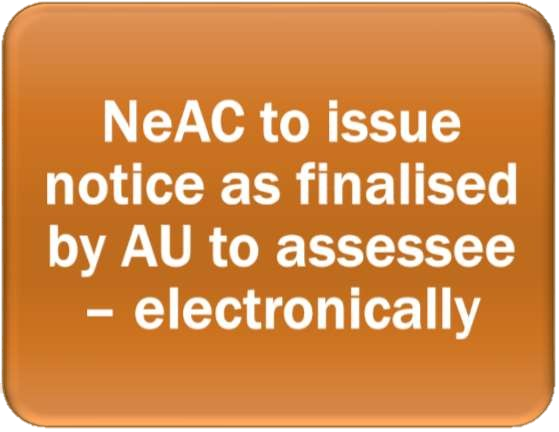 NeAC to issue
notice as finalised
by AU to assessee
– electronically